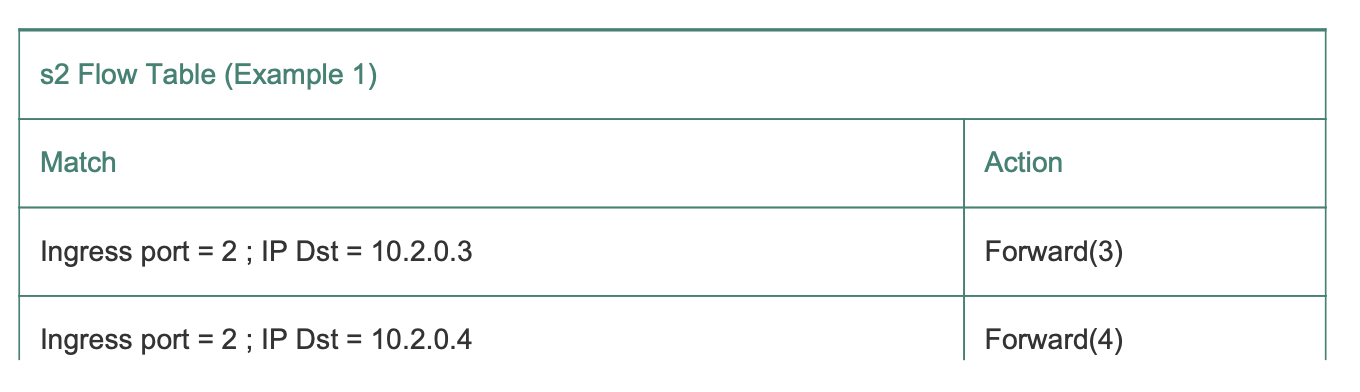 s2 Flow Table (Example 1)
Match Action
Ingress port = 2 ; IP Dst = 10.2.0.3 Forward(3)
Ingress port = 2 ; IP Dst = 10.2.0.4 Forward(4)